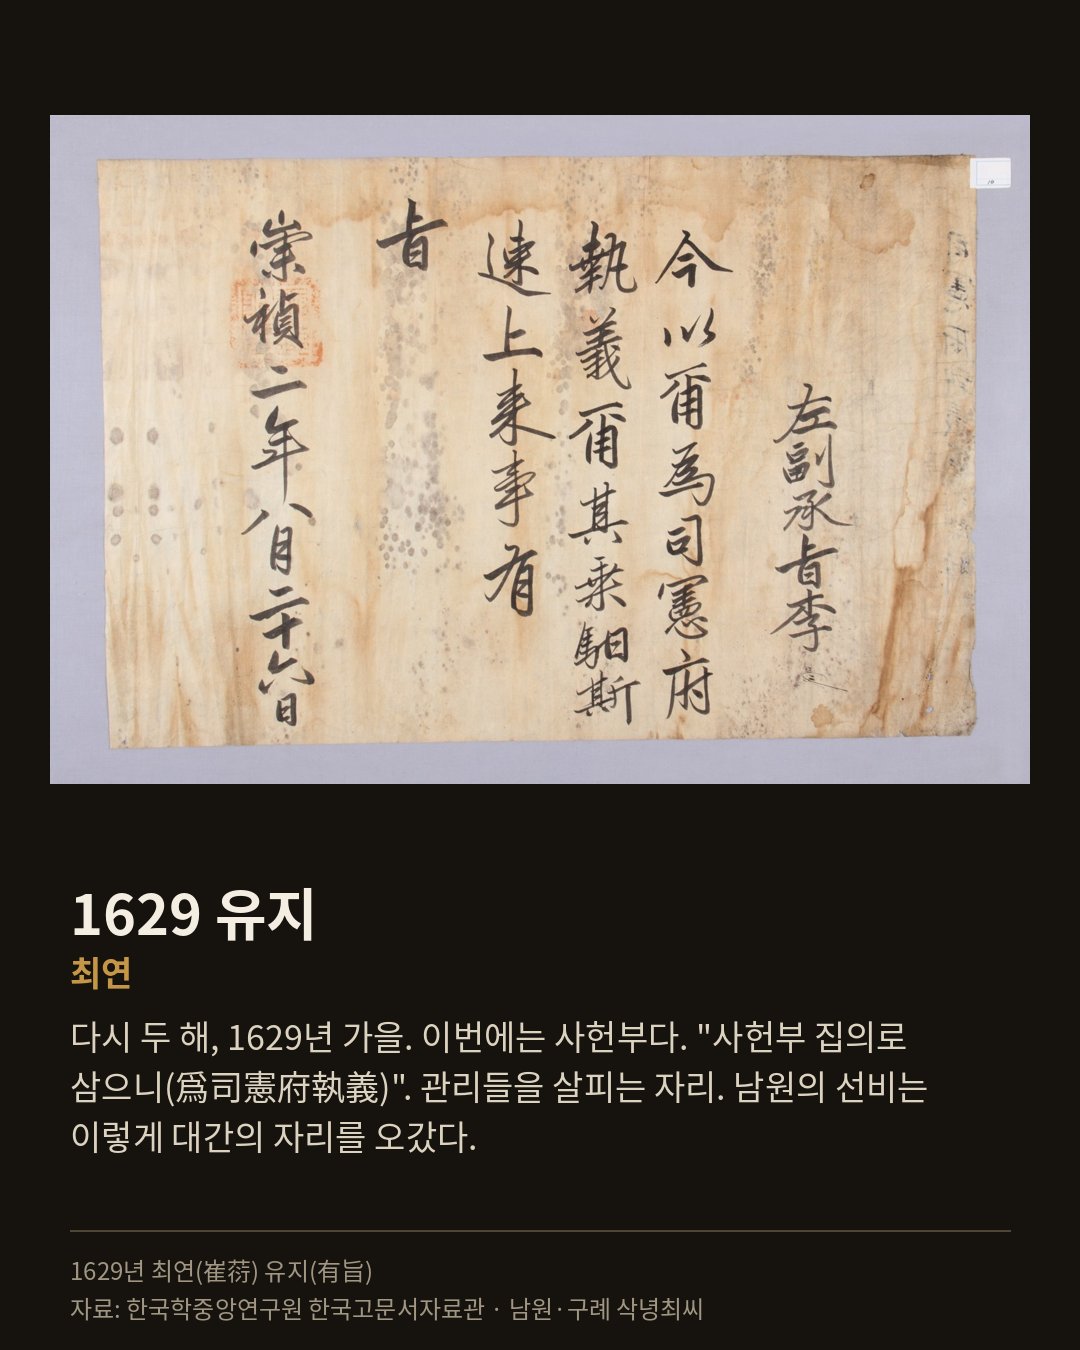 左副承旨李
今以甭爲司憲府
執義甭其乘馹斯
速上来事有
旨
崇禎二年八月二十六日
1629 유지
최연
다시 두 해, 1629년 가을. 이번에는 사헌부다. "사헌부 집의로
삼으니(爲司憲府執義)". 관리들을 살피는 자리. 남원의 선비는
이렇게 대간의 자리를 오갔다.
1629년 최연(崔葕) 유지(有旨)
자료: 한국학중앙연구원 한국고문서자료관 · 남원·구례 삭녕최씨